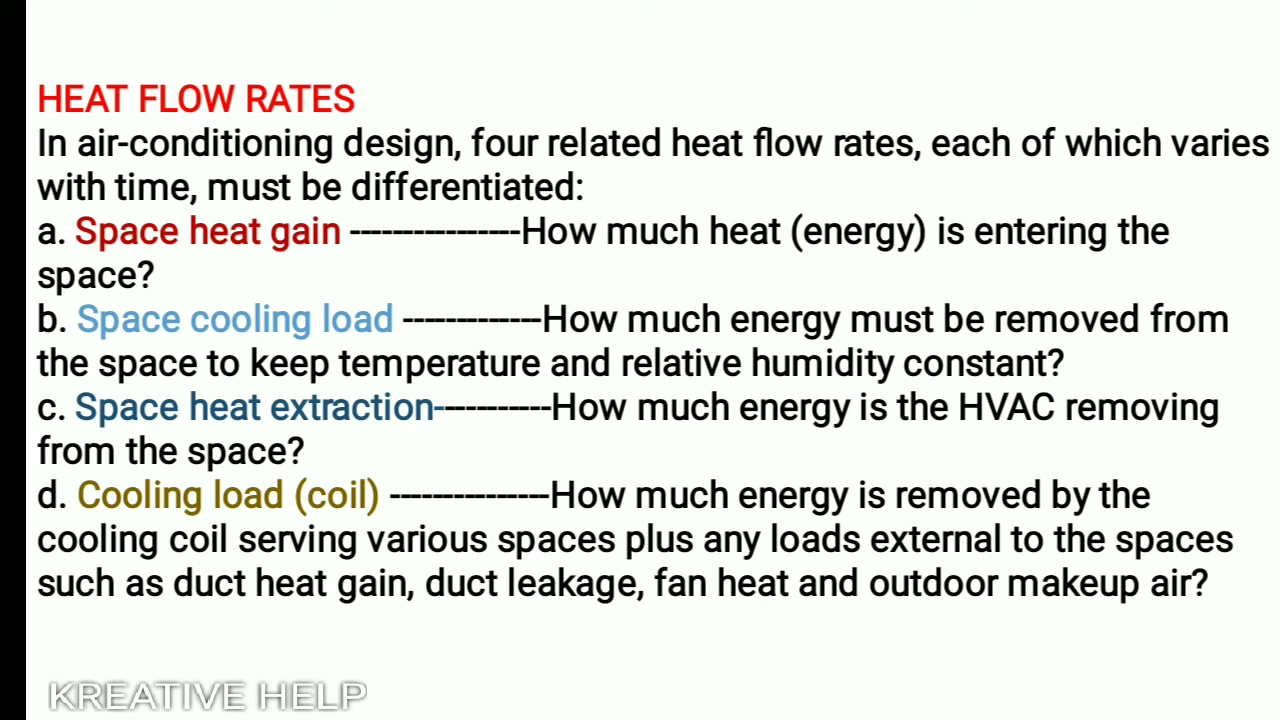 HEAT FLOW RATES
In air-conditioning design, four related heat flow rates, each of which varies
with time, must be differentiated:
a. Space heat gain ----------------How much heat (energy) is entering the
space?
b. Space cooling load -------------How much energy must be removed from
the space to keep temperature and relative humidity constant?
c. Space heat extraction-----------How much energy is the HVAC removing
from the space?
d. Cooling load (coil) ---------------How much energy is removed by the
cooling coil serving various spaces plus any loads external to the spaces
such as duct heat gain, duct leakage, fan heat and outdoor makeup air?
KREATIVE HELP